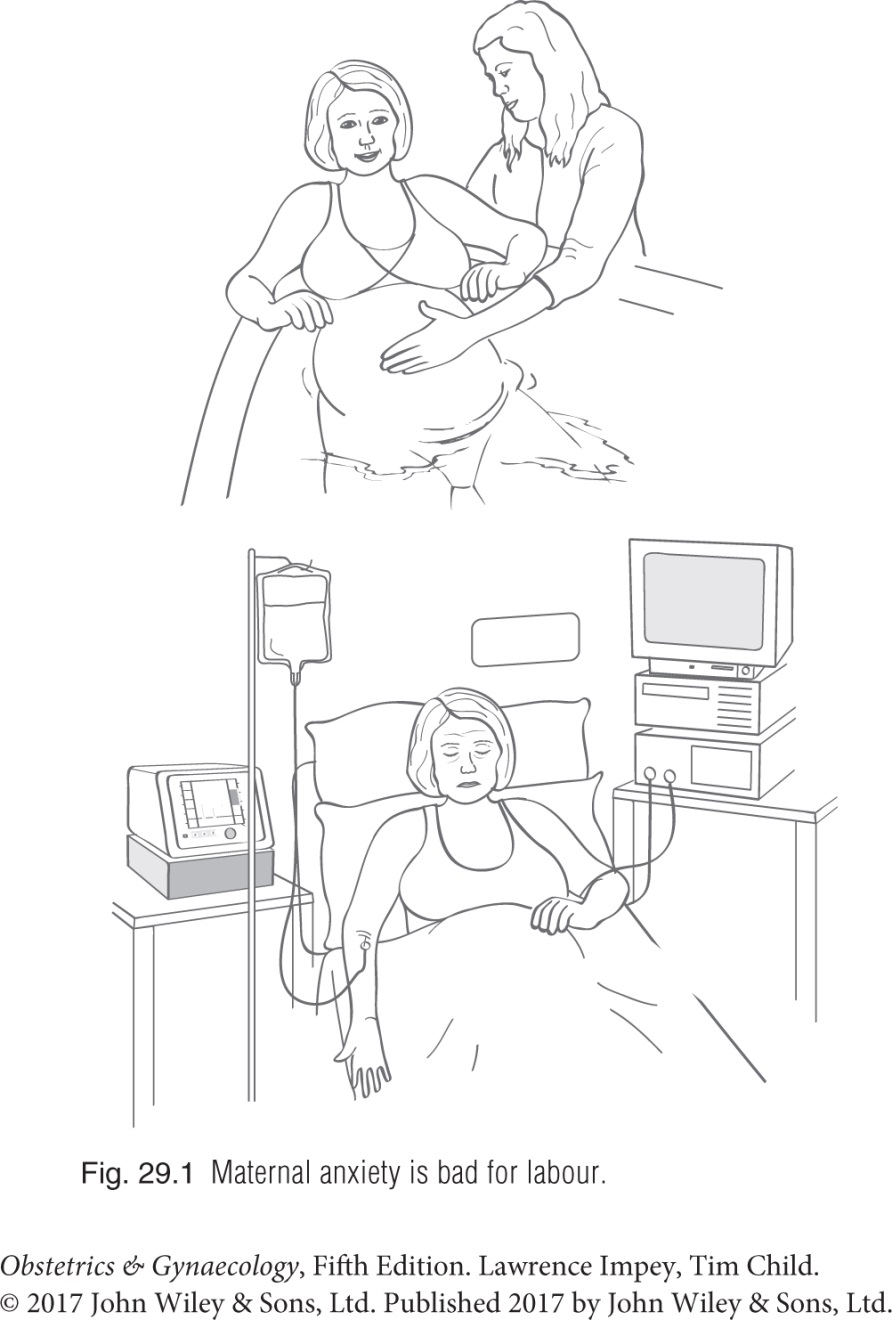 Fig. 29.1 Maternal anxiety is bad for labour.
Obstetrics & Gynaecology, Fifth Edition. Lawrence Impey, Tim Child.
© 2017 John Wiley & Sons, Ltd. Published 2017 by John Wiley & Sons, Ltd.